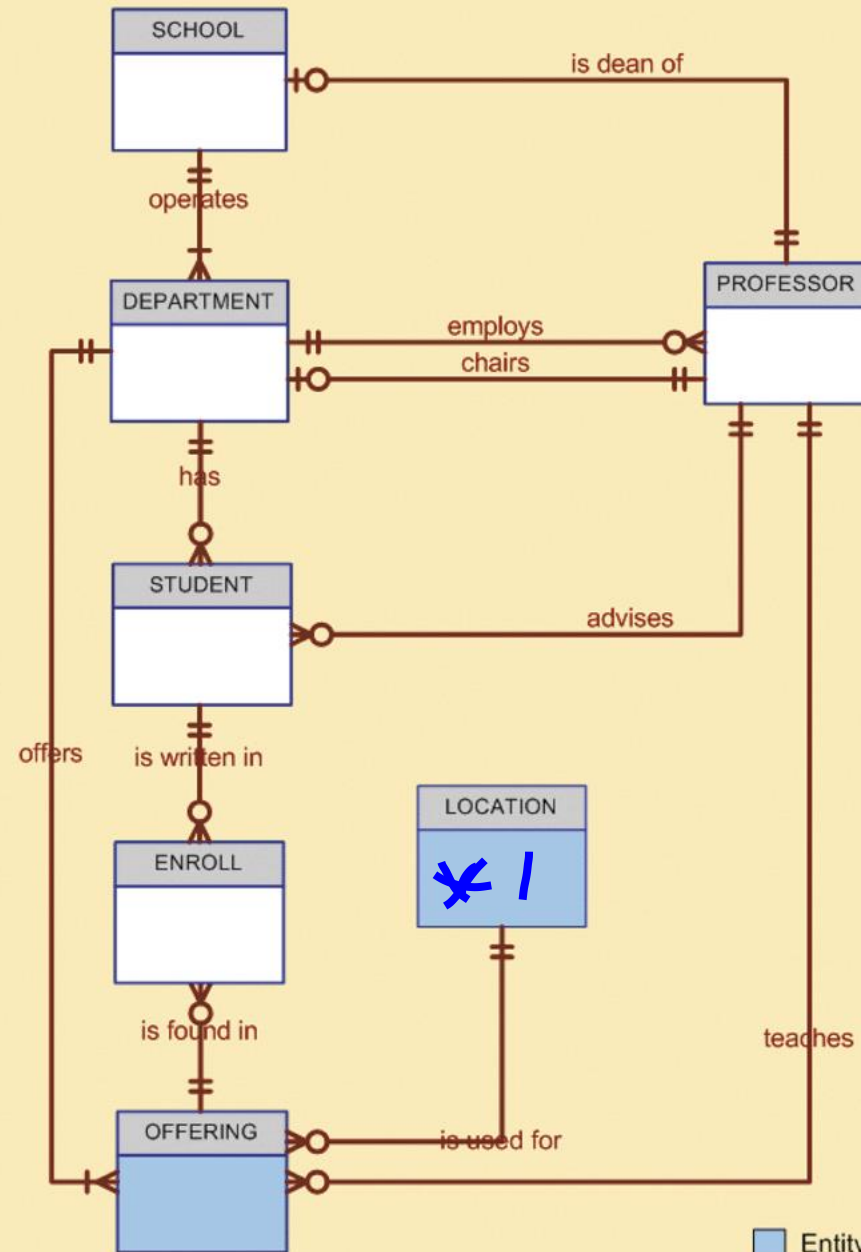 SCHOOL
is dean of
operates
PROFESSOR
DEPARTMENT
employs
chairs
has
STUDENT
advises
offers
is written in
LOCATION
ENROLL
* 1
is found in
teaches
OFFERING
is used for
Entity